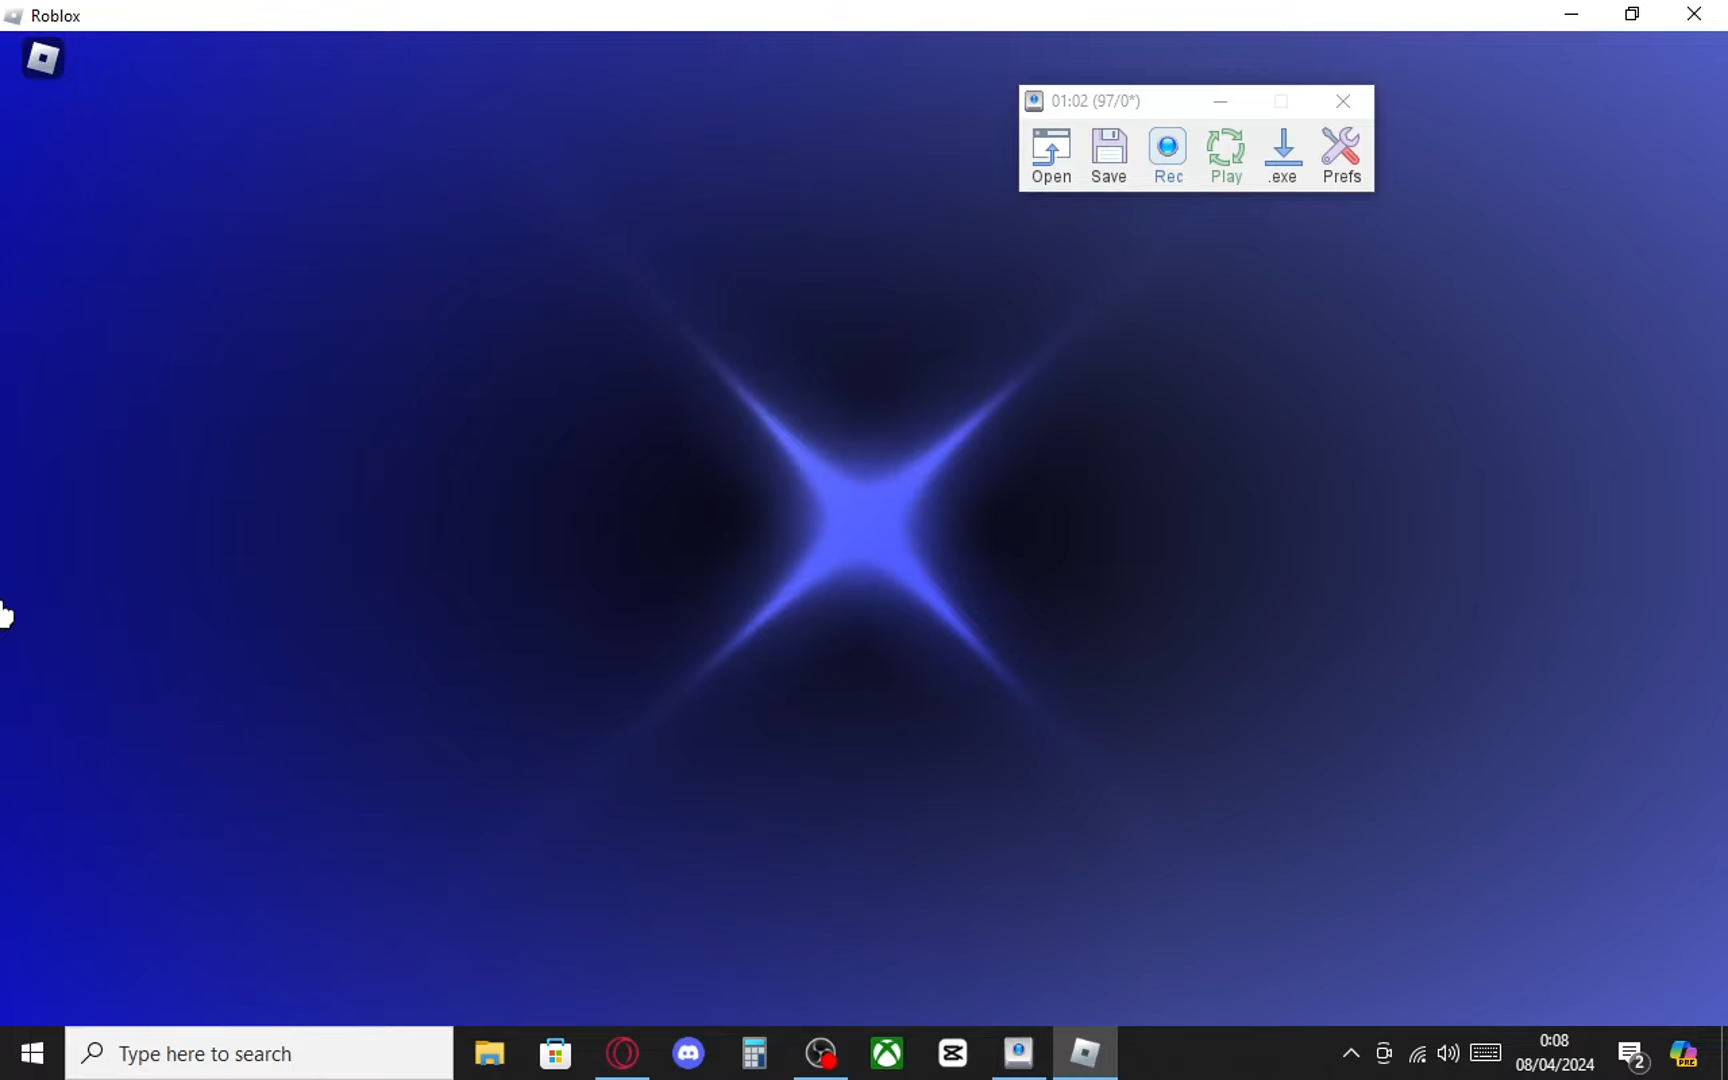 Roblox
01:02 (97/0*)
Open Save Rec Play .exe Prefs
Type here to search
0:08
08/04/2024
2
PRE